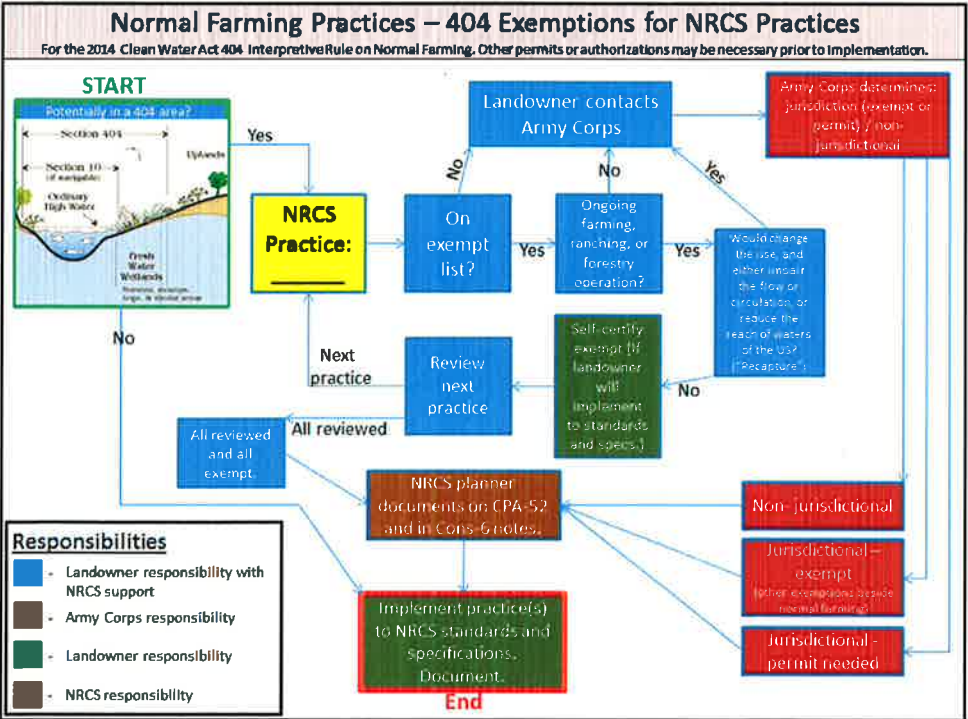 Normal Farming Practices – 404 Exemptions for NRCS Practices
For the 2014 Clean Water Act 404 Interpretive Rule on Normal Farming. Other permits or authorizations may be necessary prior to implementation.
START
Potentially in a 404 area?
Section 404
Uplands
Section 10
(if navigable)
Ordinary
High Water
Fresh
Water
Wetlands
Yes
No
NRCS
Practice:
On
exempt
list?
No
Yes
Landowner contacts
Army Corps
Army Corps determines:
jurisdiction (exempt or
permit) / non-
jurisdictional
Ongoing
farming,
ranching, or
forestry
operation?
No
Yes
Yes
Would change
the use, and
either impair
the flow or
circulation, or
reduce the
reach of waters
of the US?
("Recapture")
No
Self-certify
exempt (If
landowner
will
implement
to standards
and specs.)
Review
next
practice
Next
practice
All reviewed
All reviewed
and all
exempt.
NRCS planner
documents on CPA-52
and in Cons-6 notes.
Non- jurisdictional
Jurisdictional –
exempt
(other exemptions beside
normal farming)
Jurisdictional -
permit needed
Implement practice(s)
to NRCS standards and
specifications.
Document.
End
Responsibilities
- Landowner responsibility with
NRCS support
- Army Corps responsibility
- Landowner responsibility
- NRCS responsibility